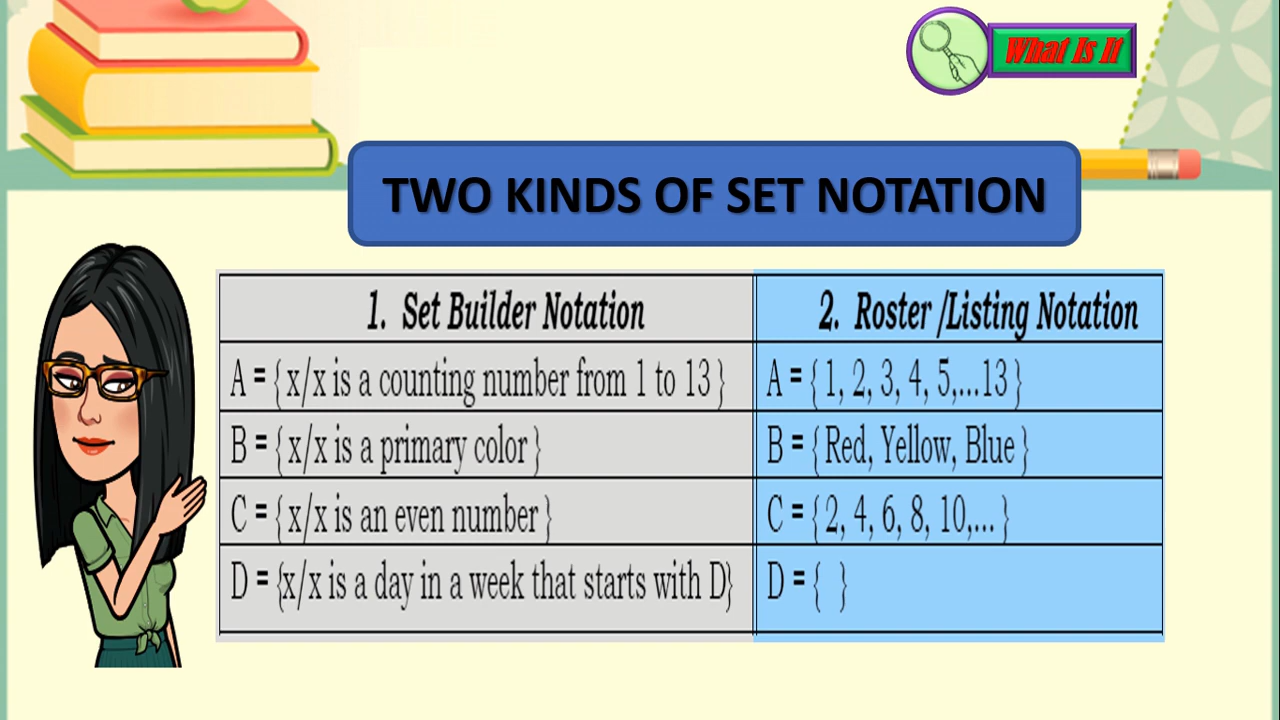 What Is It
TWO KINDS OF SET NOTATION
1. Set Builder Notation
2. Roster /Listing Notation
A = { x/x is a counting number from 1 to 13 }
A = { 1, 2, 3, 4, 5,...13 }
B = { x/x is a primary color }
B = { Red, Yellow, Blue }
C = { x/x is an even number }
C = { 2, 4, 6, 8, 10,... }
D = {x/x is a day in a week that starts with D}
D = { }